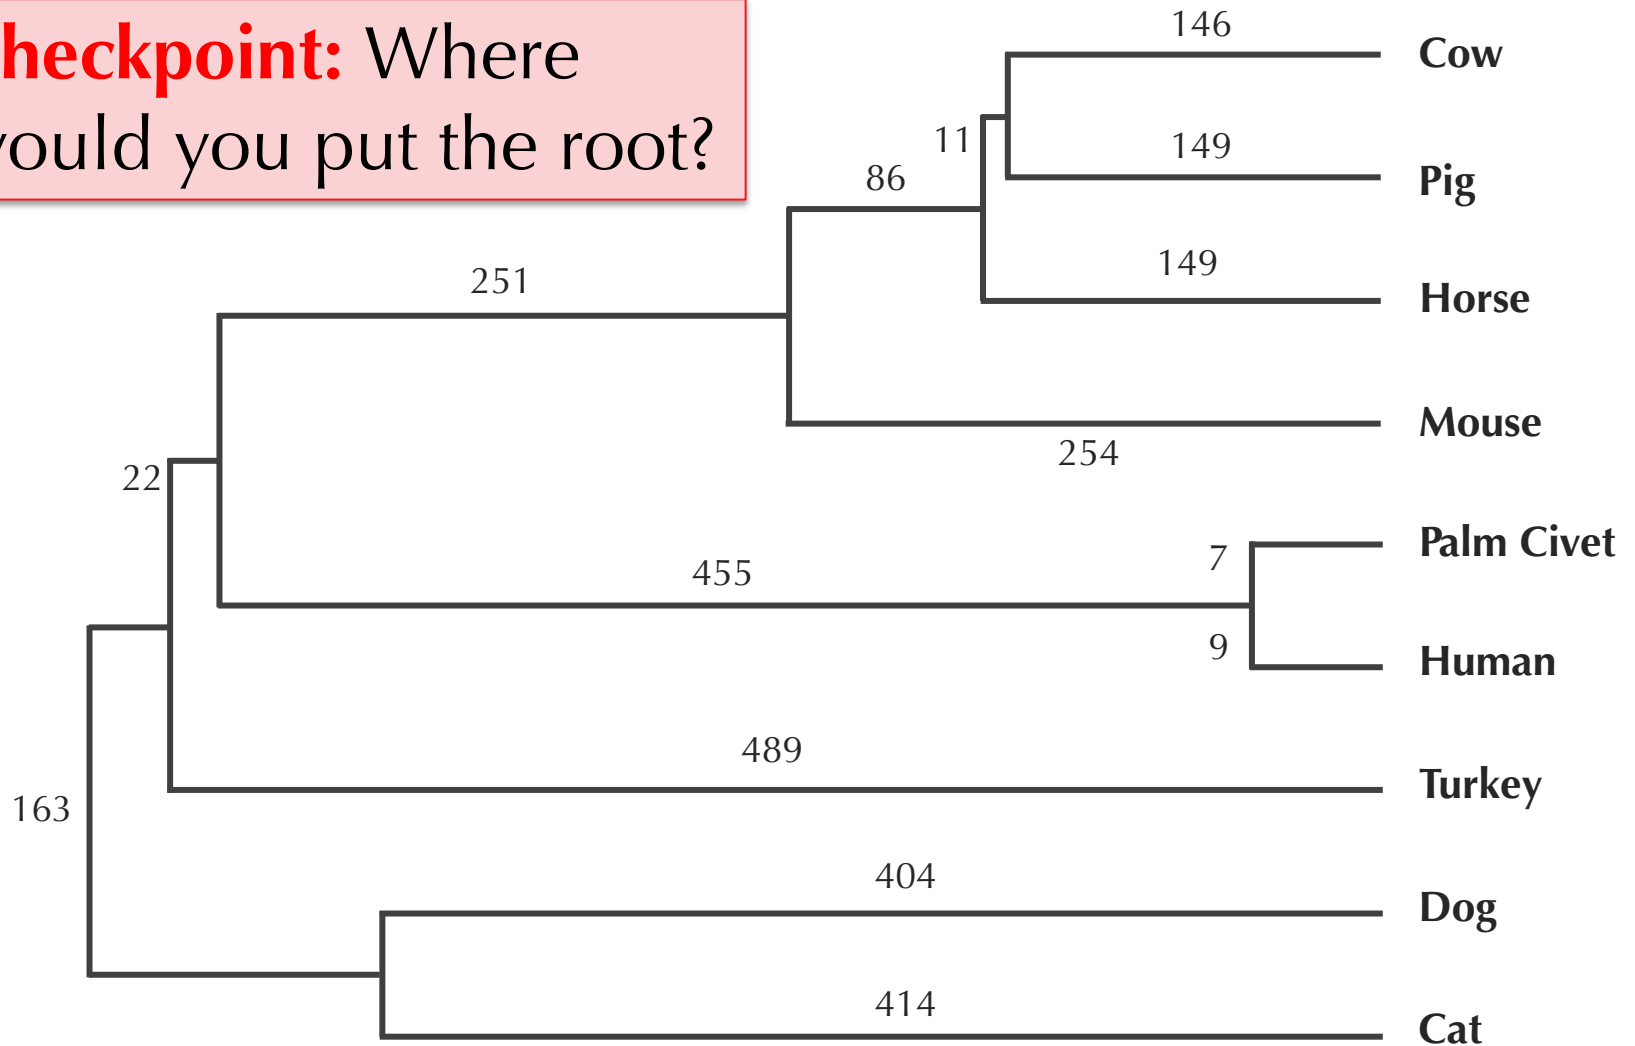 heckpoint: Where
would you put the root?
146
Cow
11
149
Pig
86
149
Horse
251
Mouse
254
22
Palm Civet
7
455
9
Human
489
Turkey
163
404
Dog
414
Cat